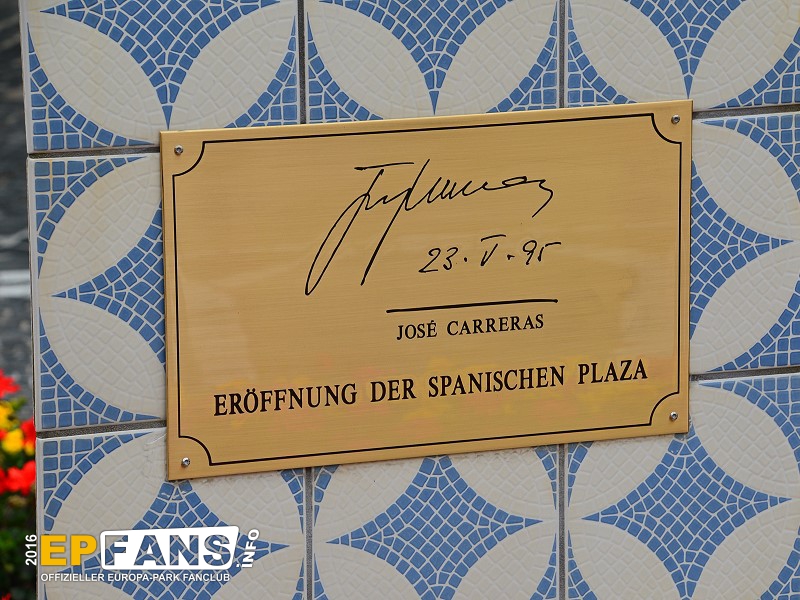 23·V·95
JOSÉ CARRERAS
ERÖFFNUNG DER SPANISCHEN PLAZA
2016 EPFANS.INFO
OFFIZIELLER EUROPA-PARK FANCLUB